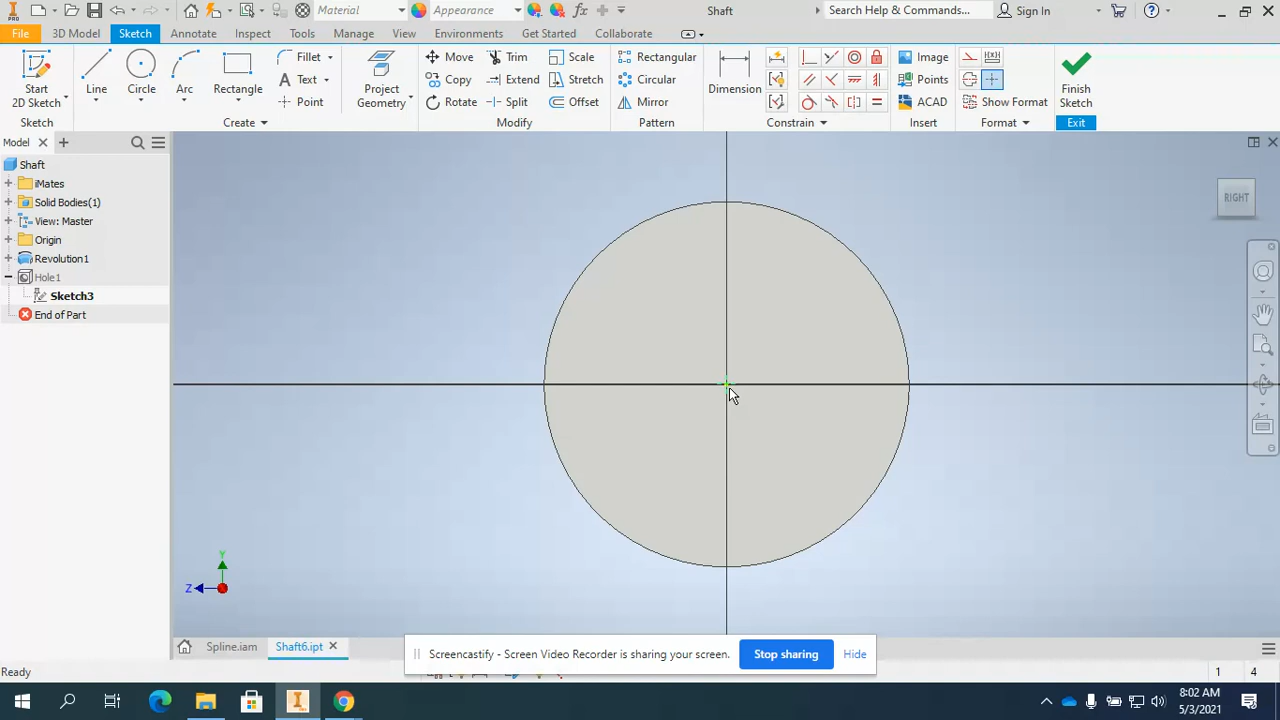 PRO Material Appearance fx Shaft Search Help & Commands... Sign In
File 3D Model Sketch Annotate Inspect Tools Manage View Environments Get Started Collaborate
Start 2D Sketch Line Circle Arc Rectangle Fillet Text Point Project Geometry
Move Trim Scale
Copy Extend Stretch
Rotate Split Offset
Rectangular
Circular
Mirror
Dimension
Image
Points
ACAD
Show Format
Finish Sketch
Sketch Create Modify Pattern Constrain Insert Format Exit
Model
Shaft
iMates
Solid Bodies(1)
View: Master
Origin
Revolution1
Hole1
Sketch3
End of Part
RIGHT
Y
Z
Spline.iam Shaft6.ipt
Screencastify - Screen Video Recorder is sharing your screen. Stop sharing Hide
Ready 1 4
8:02 AM
5/3/2021